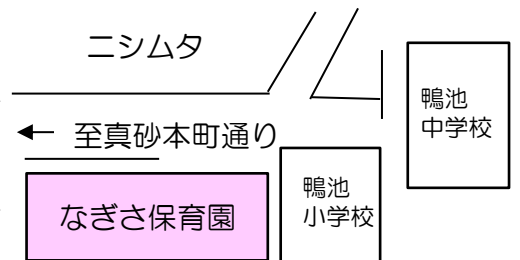 ニシムタ
鴨池
中学校
← 至真砂本町通り
鴨池
小学校
なぎさ保育園